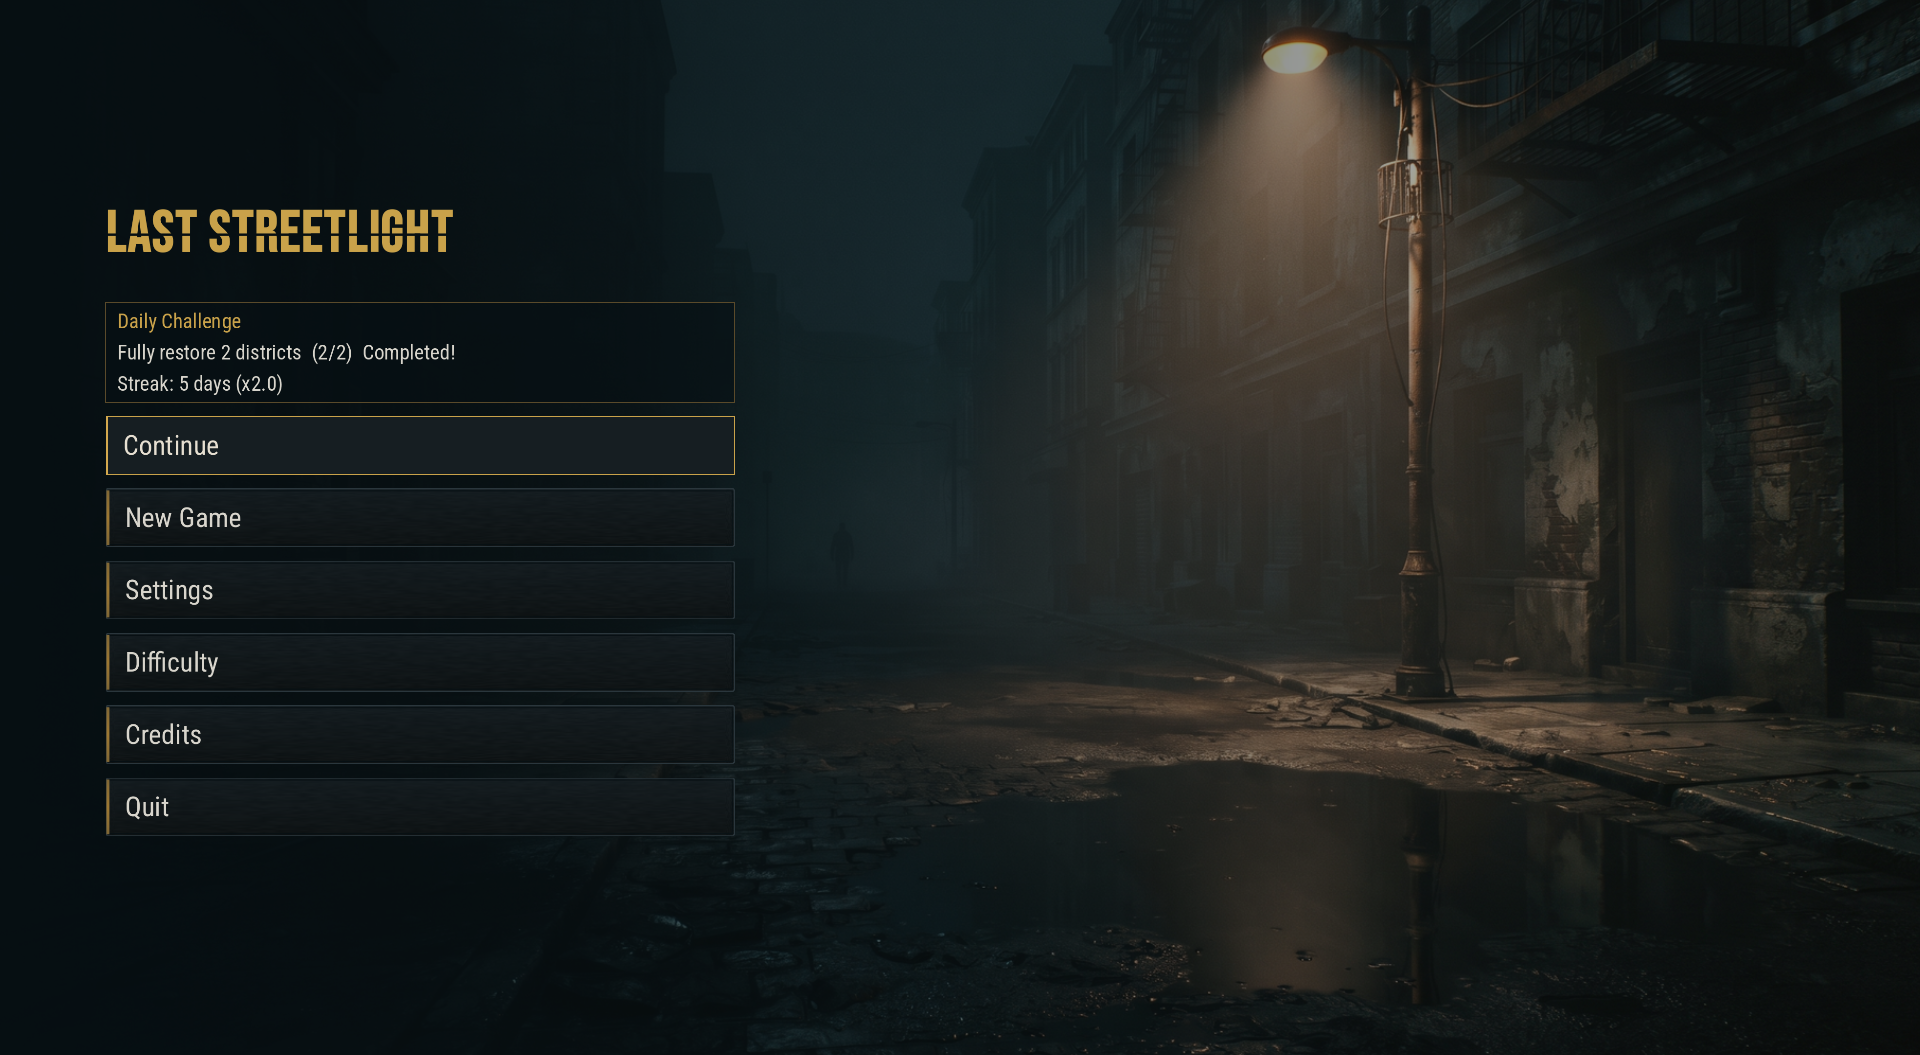 LAST STREETLIGHT
Daily Challenge
Fully restore 2 districts (2/2) Completed!
Streak: 5 days (x2.0)
Continue
New Game
Settings
Difficulty
Credits
Quit